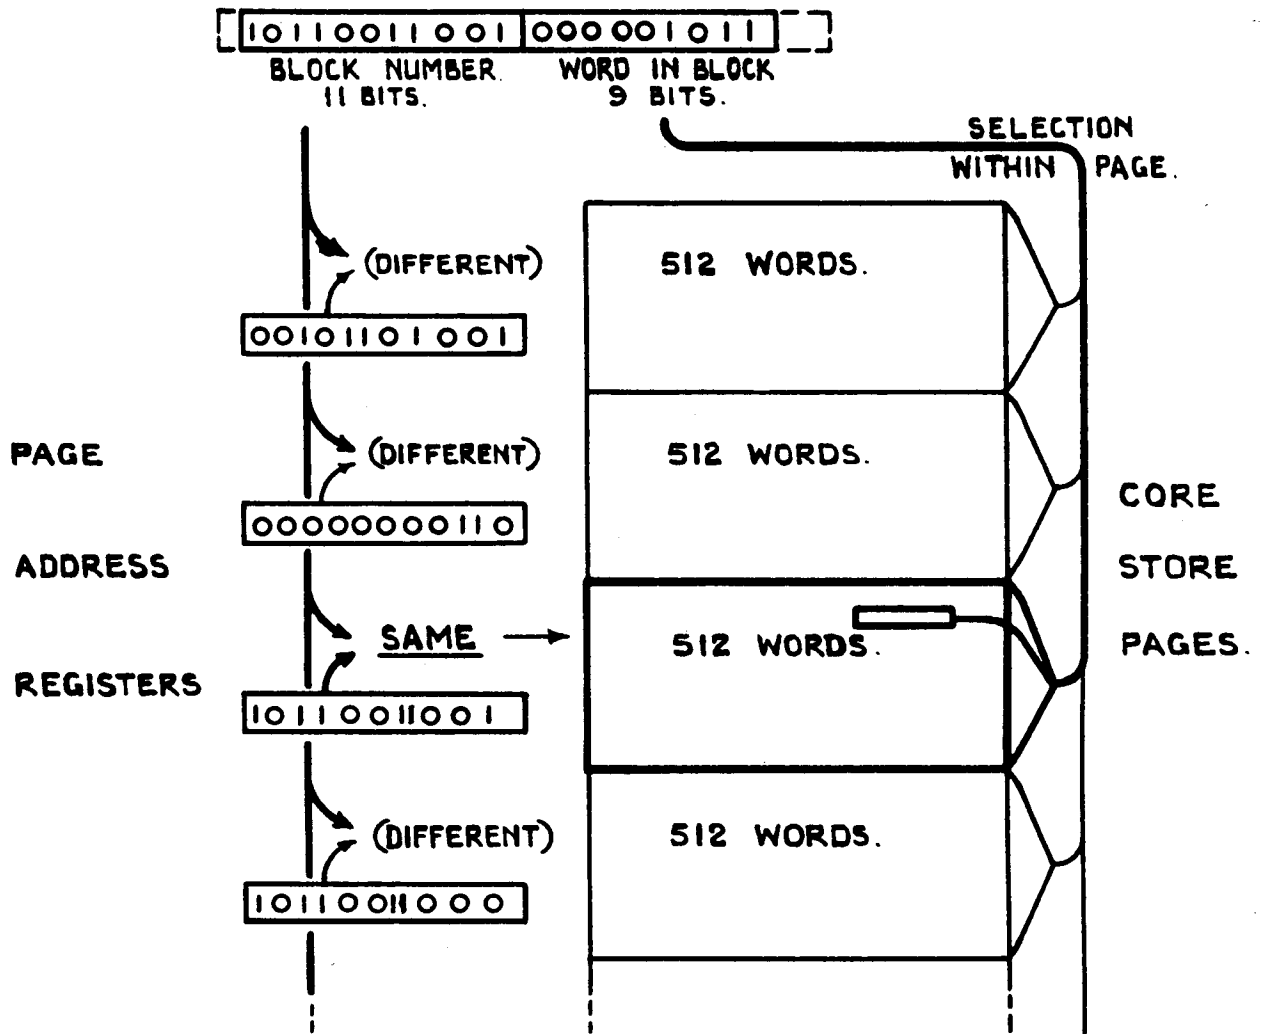 10110011001 000001011
BLOCK NUMBER. WORD IN BLOCK
11 BITS. 9 BITS.
SELECTION
WITHIN PAGE.
(DIFFERENT) 512 WORDS.
00101101001
PAGE (DIFFERENT) 512 WORDS.
CORE
00000000110
ADDRESS STORE
SAME 512 WORDS. PAGES.
REGISTERS
10110011001
(DIFFERENT) 512 WORDS.
10110011000